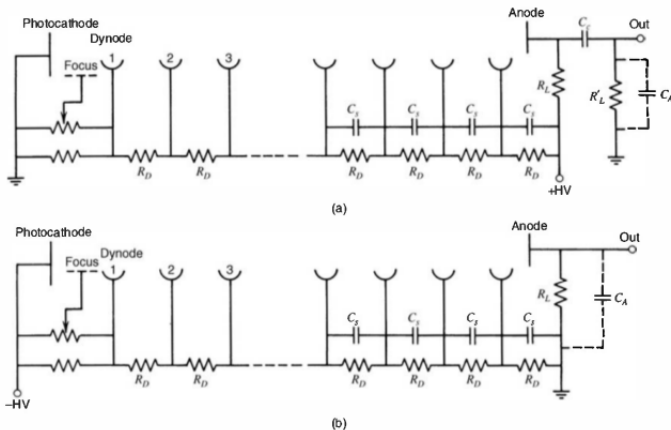 Photocathode
Dynode
Focus
1
2
3
Anode
C_c
Out
R_L
R'_L
C_A
C_s C_s C_s C_s
R_D R_D R_D R_D R_D R_D
+HV
(a)
Photocathode
Dynode
Focus
1
2
3
Anode
Out
R_L
C_A
C_s C_s C_s C_s
R_D R_D R_D R_D R_D R_D
–HV
(b)